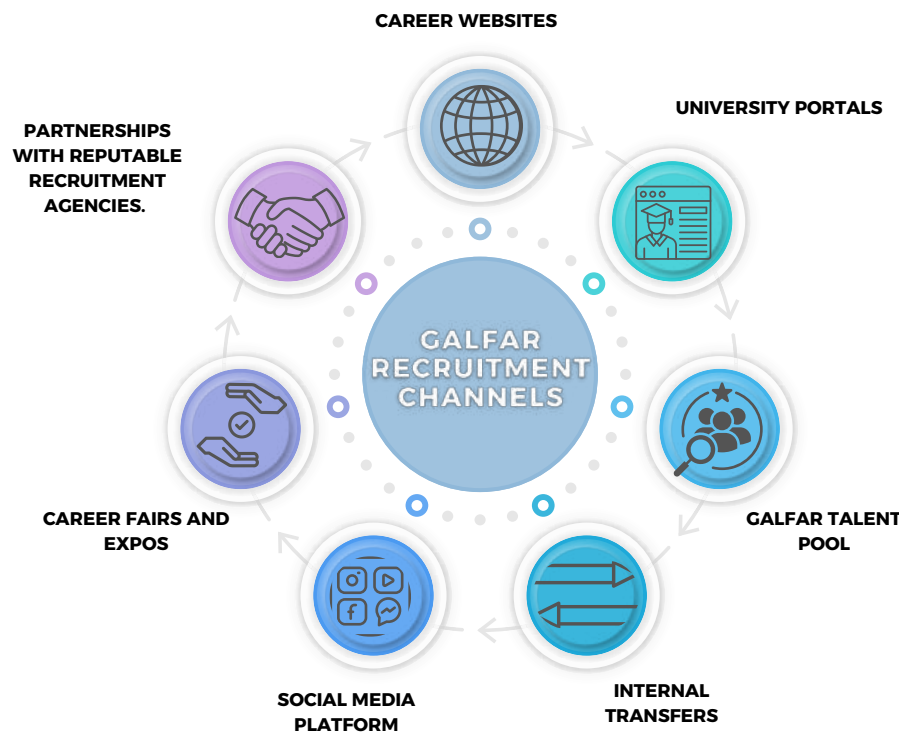 CAREER WEBSITES
UNIVERSITY PORTALS
PARTNERSHIPS
WITH REPUTABLE
RECRUITMENT
AGENCIES.
GALFAR
RECRUITMENT
CHANNELS
GALFAR TALENT
POOL
CAREER FAIRS AND
EXPOS
INTERNAL
TRANSFERS
SOCIAL MEDIA
PLATFORM